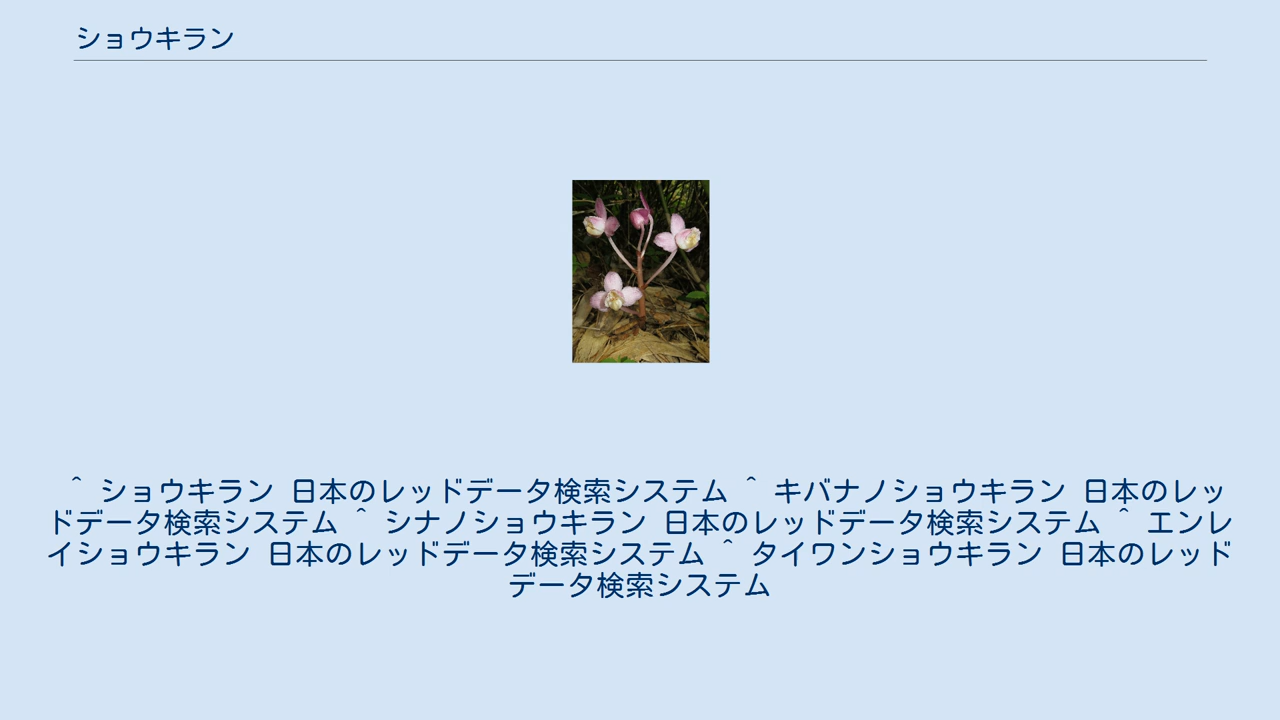 ショウキラン
^ ショウキラン 日本のレッドデータ検索システム ^ キバナノショウキラン 日本のレッ
ドデータ検索システム ^ シナノショウキラン 日本のレッドデータ検索システム ^ エンレ
イショウキラン 日本のレッドデータ検索システム ^ タイワンショウキラン 日本のレッド
データ検索システム